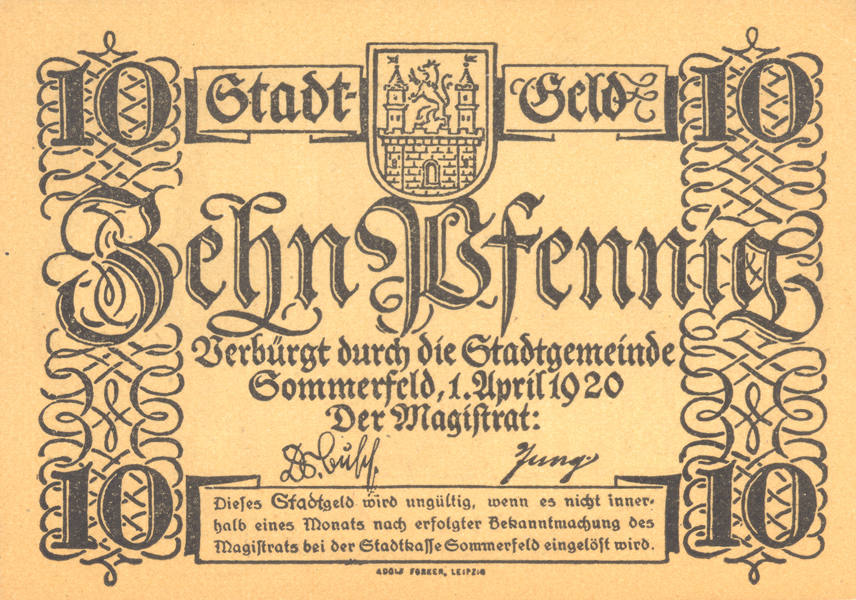 10 Stadt- Geld 10
Zehn Pfennig
Verbürgt durch die Stadtgemeinde
Sommerfeld, 1. April 1920
Der Magistrat:
Jung.
10 10
Dieses Stadtgeld wird ungültig, wenn es nicht inner-
halb eines Monats nach erfolgter Bekanntmachung des
Magistrats bei der Stadtkasse Sommerfeld eingelöst wird.
ADOLF FORKER, LEIPZIG